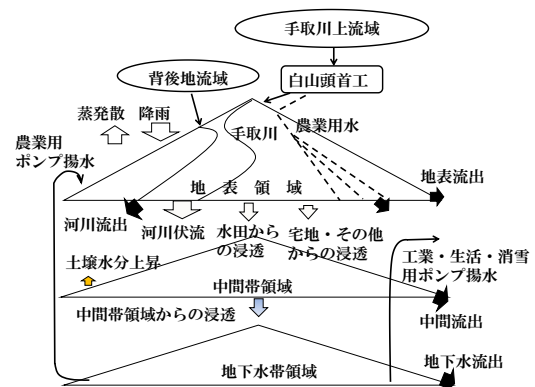 手取川上流域
背後地流域
白山頭首工
蒸発散
降雨
手取川
農業用水
農業用
ポンプ揚水
地表流出
地表領域
河川流出
河川伏流
水田から
の浸透
宅地・その他
からの浸透
土壌水分上昇
工業・生活・消雪
用ポンプ揚水
中間帯領域
中間帯領域からの浸透
中間流出
地下水流出
地下水帯領域